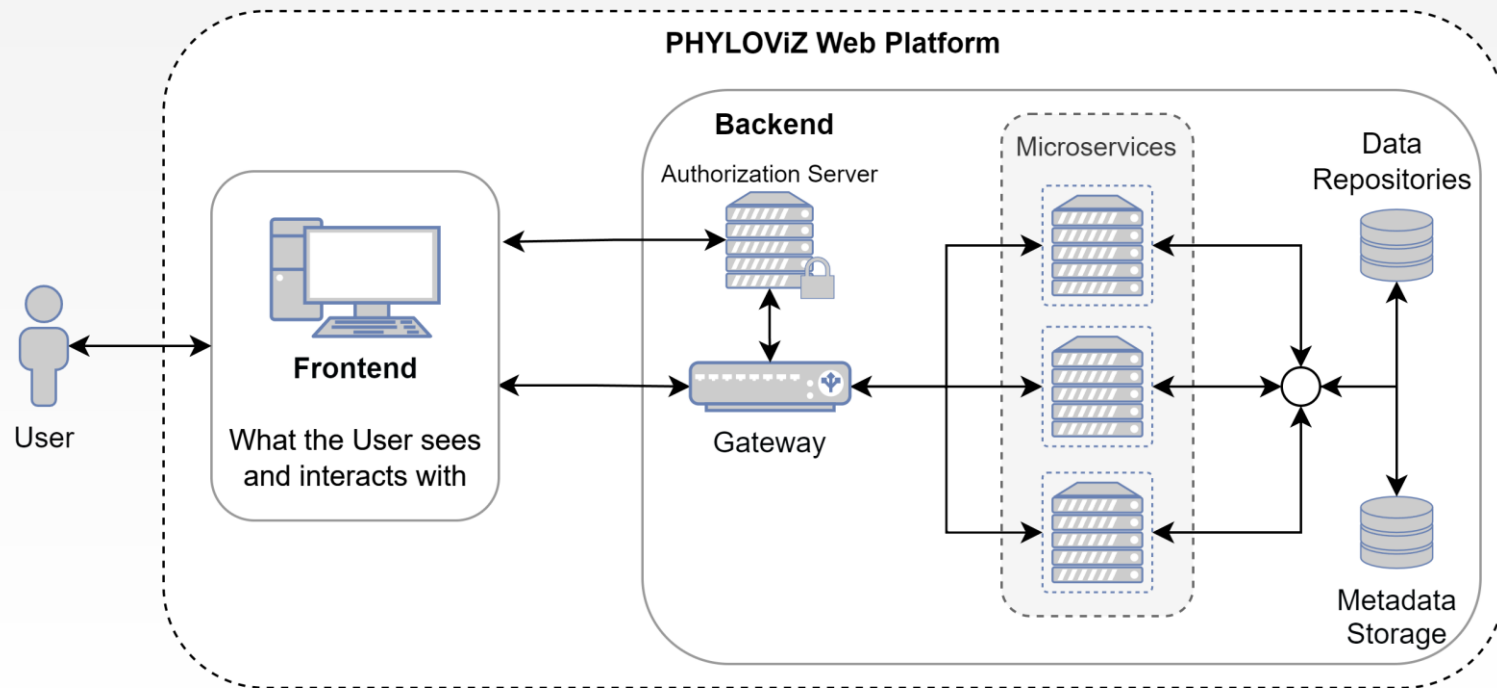 PHYLOViZ Web Platform
Backend
Authorization Server
Microservices
Data
Repositories
Frontend
What the User sees
and interacts with
User
Gateway
Metadata
Storage